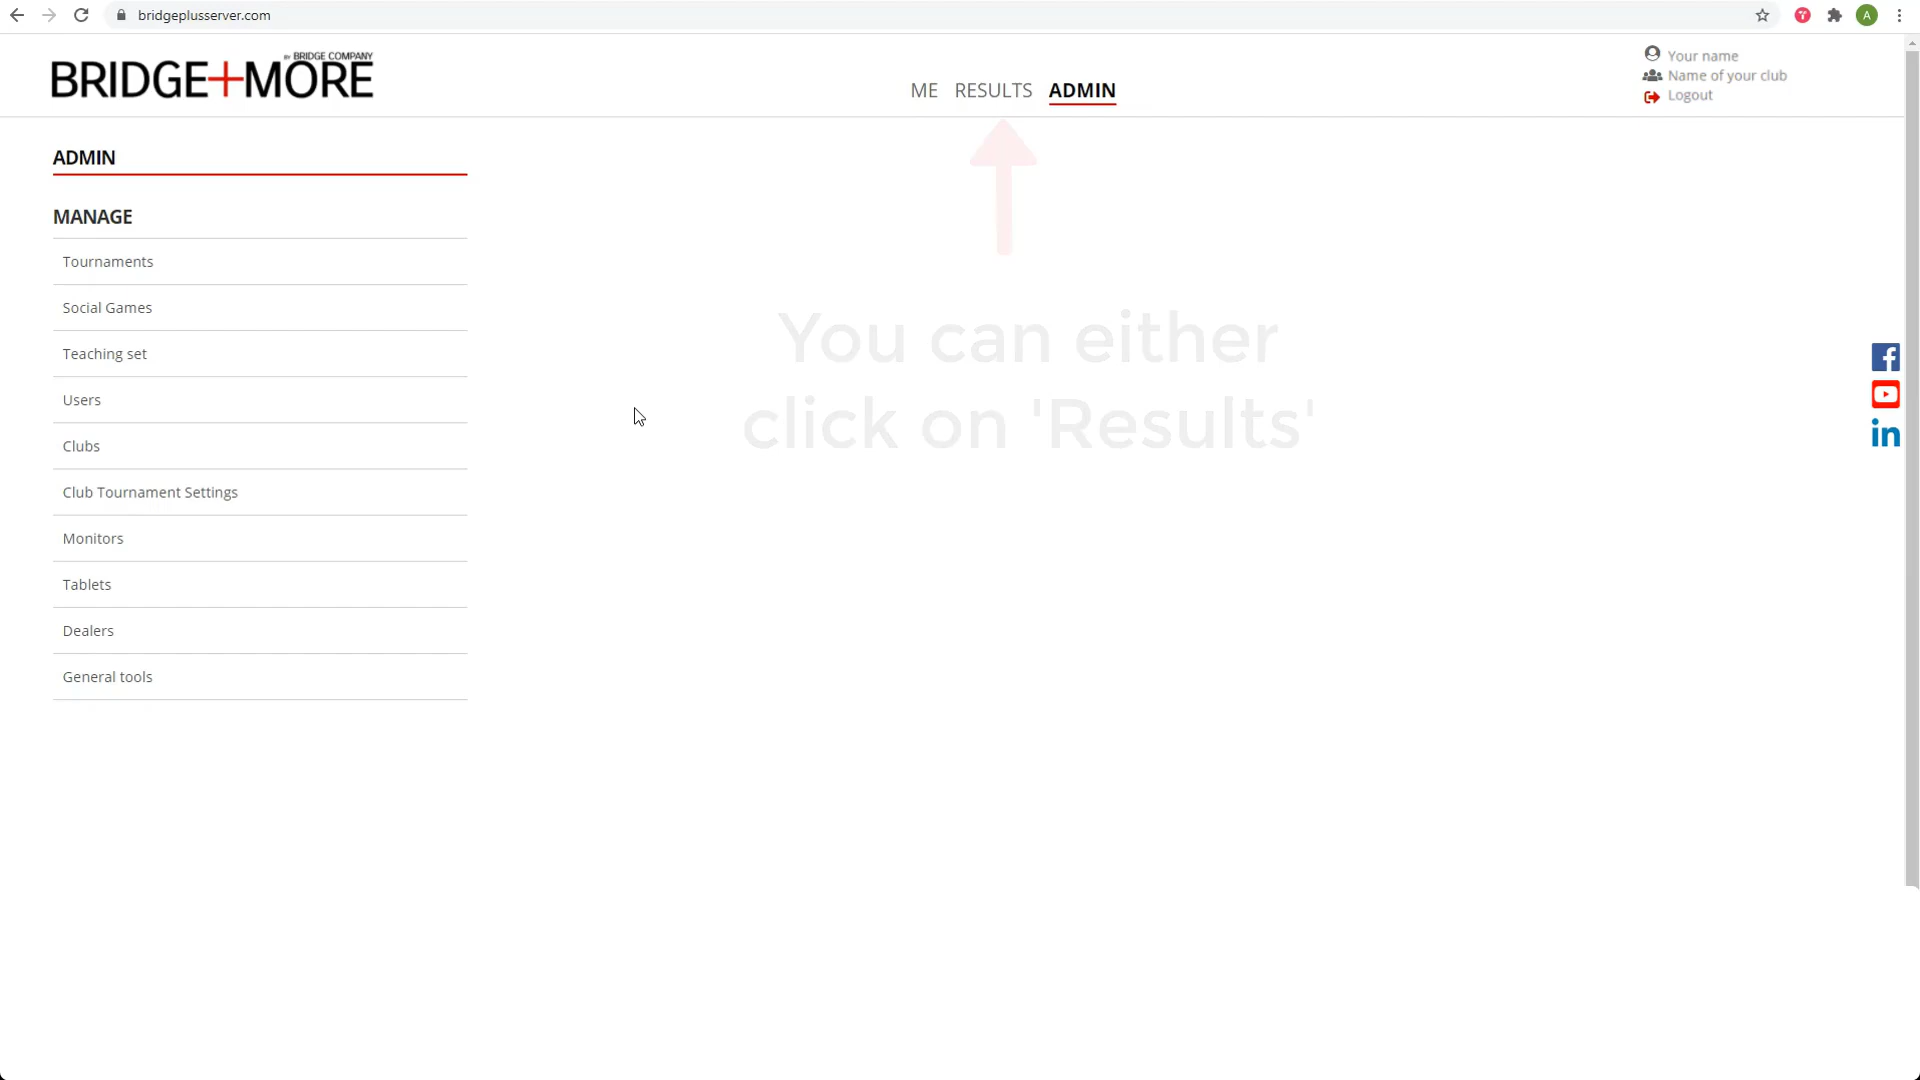 bridgeplusserver.com
A
BY BRIDGE COMPANY
BRIDGE+MORE
ME RESULTS ADMIN
Your name
Name of your club
Logout
ADMIN
MANAGE
Tournaments
Social Games
Teaching set
Users
Clubs
Club Tournament Settings
Monitors
Tablets
Dealers
General tools
You can either
click on 'Results'